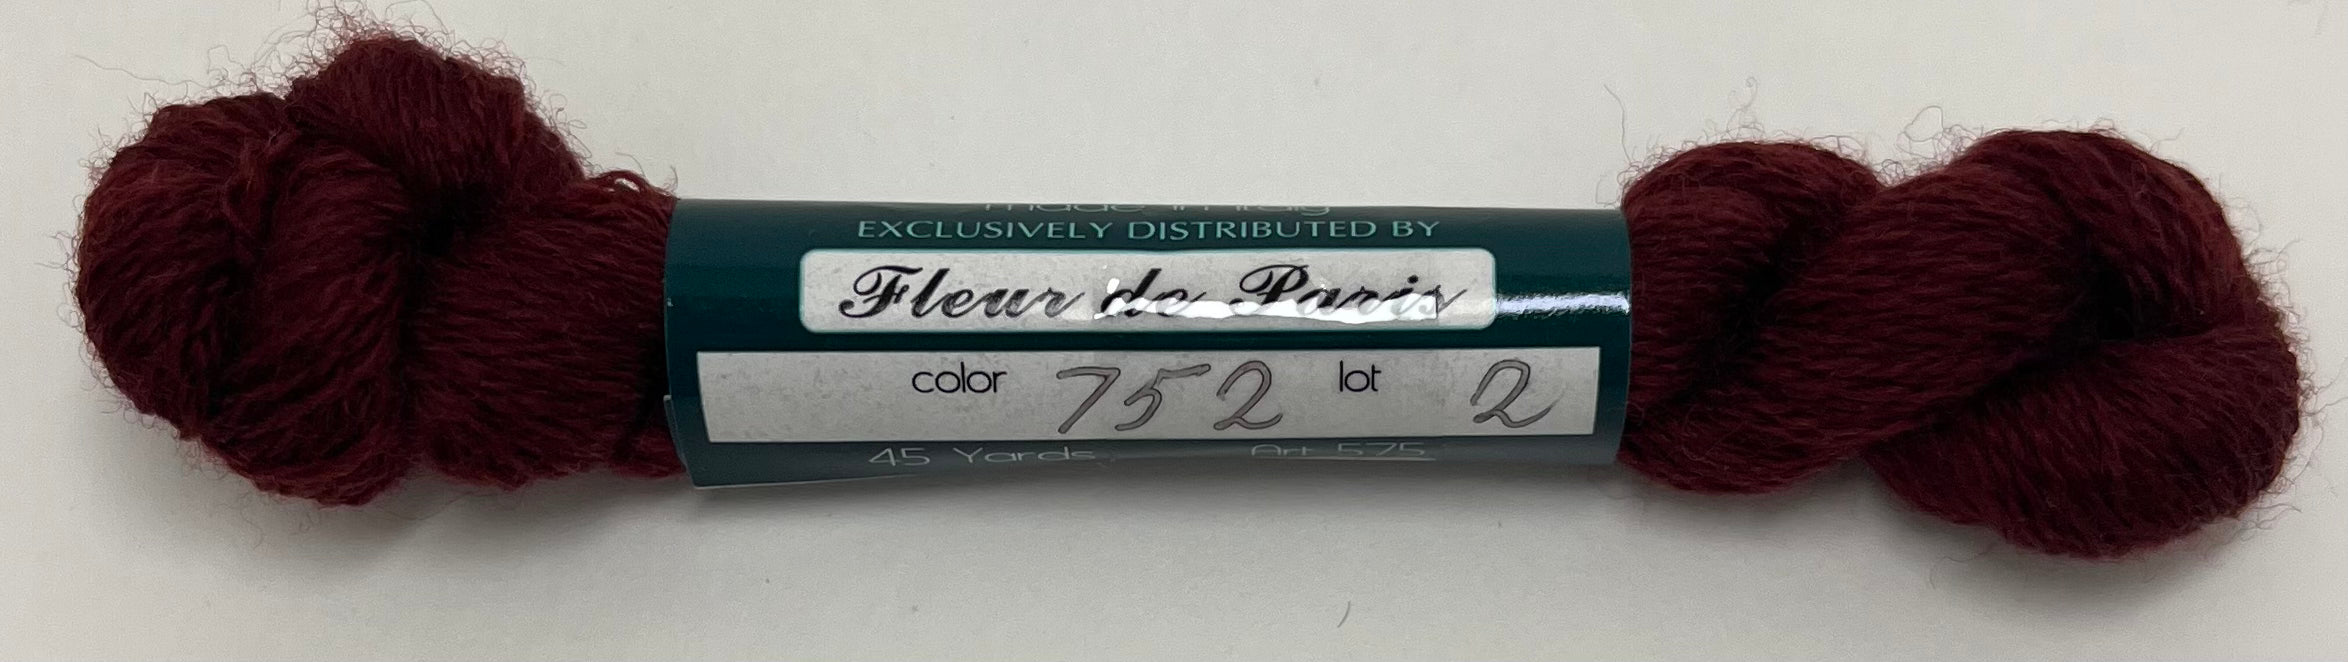 made in Italy
EXCLUSIVELY DISTRIBUTED BY
Fleur de Paris
color 752 lot 2
45 Yards Art 575